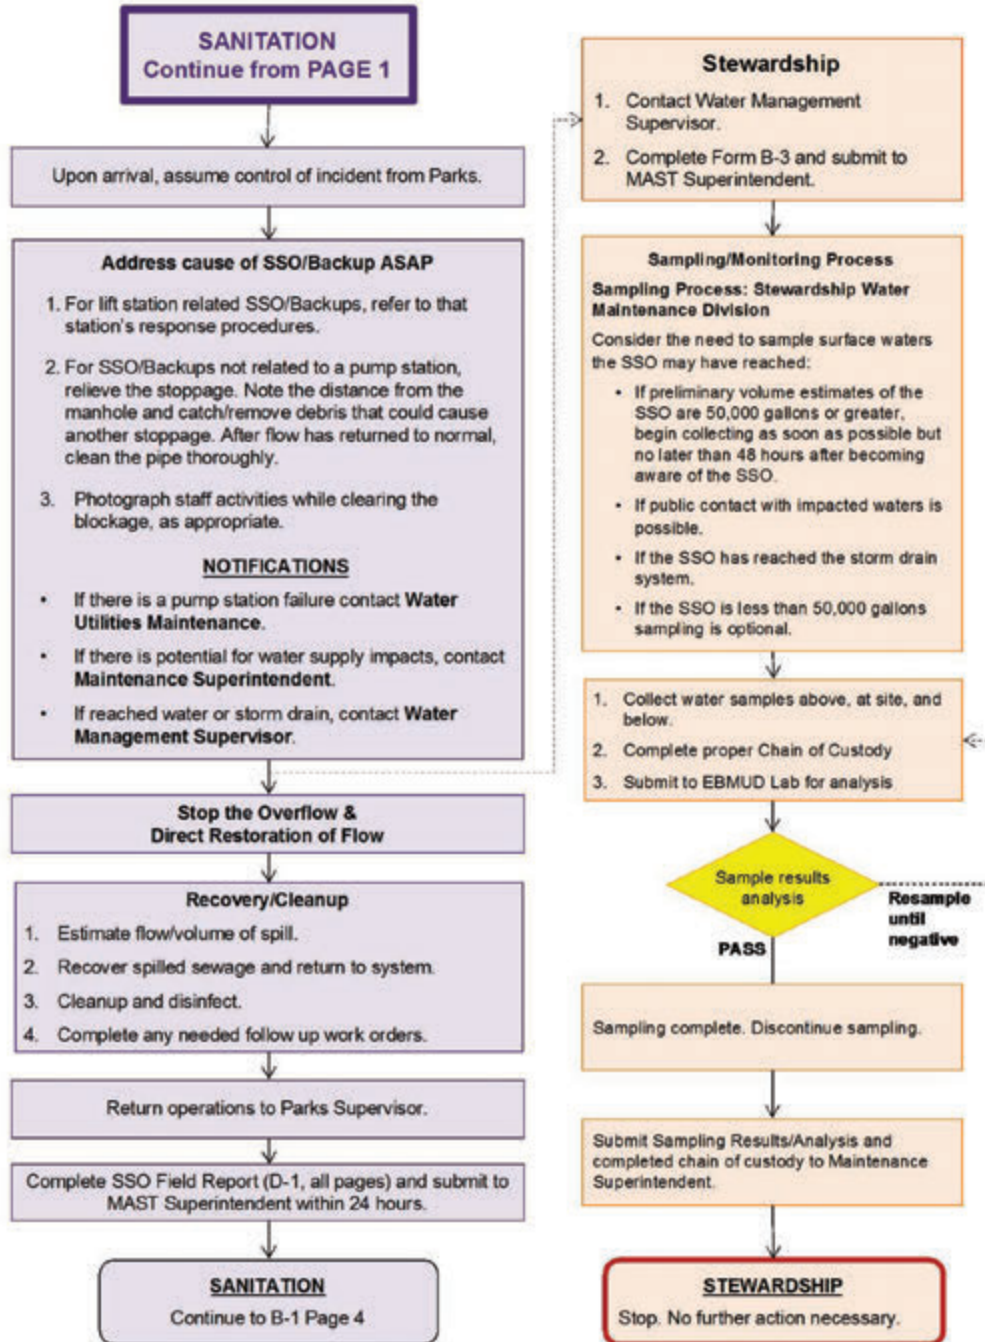 SANITATION
Continue from PAGE 1
Upon arrival, assume control of incident from Parks.
Address cause of SSO/Backup ASAP
1. For lift station related SSO/Backups, refer to that
station's response procedures.
2. For SSO/Backups not related to a pump station,
relieve the stoppage. Note the distance from the
manhole and catch/remove debris that could cause
another stoppage. After flow has returned to normal,
clean the pipe thoroughly.
3. Photograph staff activities while clearing the
blockage, as appropriate.
NOTIFICATIONS
• If there is a pump station failure contact Water
Utilities Maintenance.
• If there is potential for water supply impacts, contact
Maintenance Superintendent.
• If reached water or storm drain, contact Water
Management Supervisor.
Stop the Overflow &
Direct Restoration of Flow
Recovery/Cleanup
1. Estimate flow/volume of spill.
2. Recover spilled sewage and return to system.
3. Cleanup and disinfect.
4. Complete any needed follow up work orders.
Return operations to Parks Supervisor.
Complete SSO Field Report (D-1, all pages) and submit to
MAST Superintendent within 24 hours.
SANITATION
Continue to B-1 Page 4
Stewardship
1. Contact Water Management
Supervisor.
2. Complete Form B-3 and submit to
MAST Superintendent.
Sampling/Monitoring Process
Sampling Process: Stewardship Water
Maintenance Division
Consider the need to sample surface waters
the SSO may have reached:
• If preliminary volume estimates of the
SSO are 50,000 gallons or greater,
begin collecting as soon as possible but
no later than 48 hours after becoming
aware of the SSO.
• If public contact with impacted waters is
possible.
• If the SSO has reached the storm drain
system.
• If the SSO is less than 50,000 gallons
sampling is optional.
1. Collect water samples above, at site, and
below.
2. Complete proper Chain of Custody
3. Submit to EBMUD Lab for analysis
Sample results
analysis
Resample
until
negative
PASS
Sampling complete. Discontinue sampling.
Submit Sampling Results/Analysis and
completed chain of custody to Maintenance
Superintendent.
STEWARDSHIP
Stop. No further action necessary.